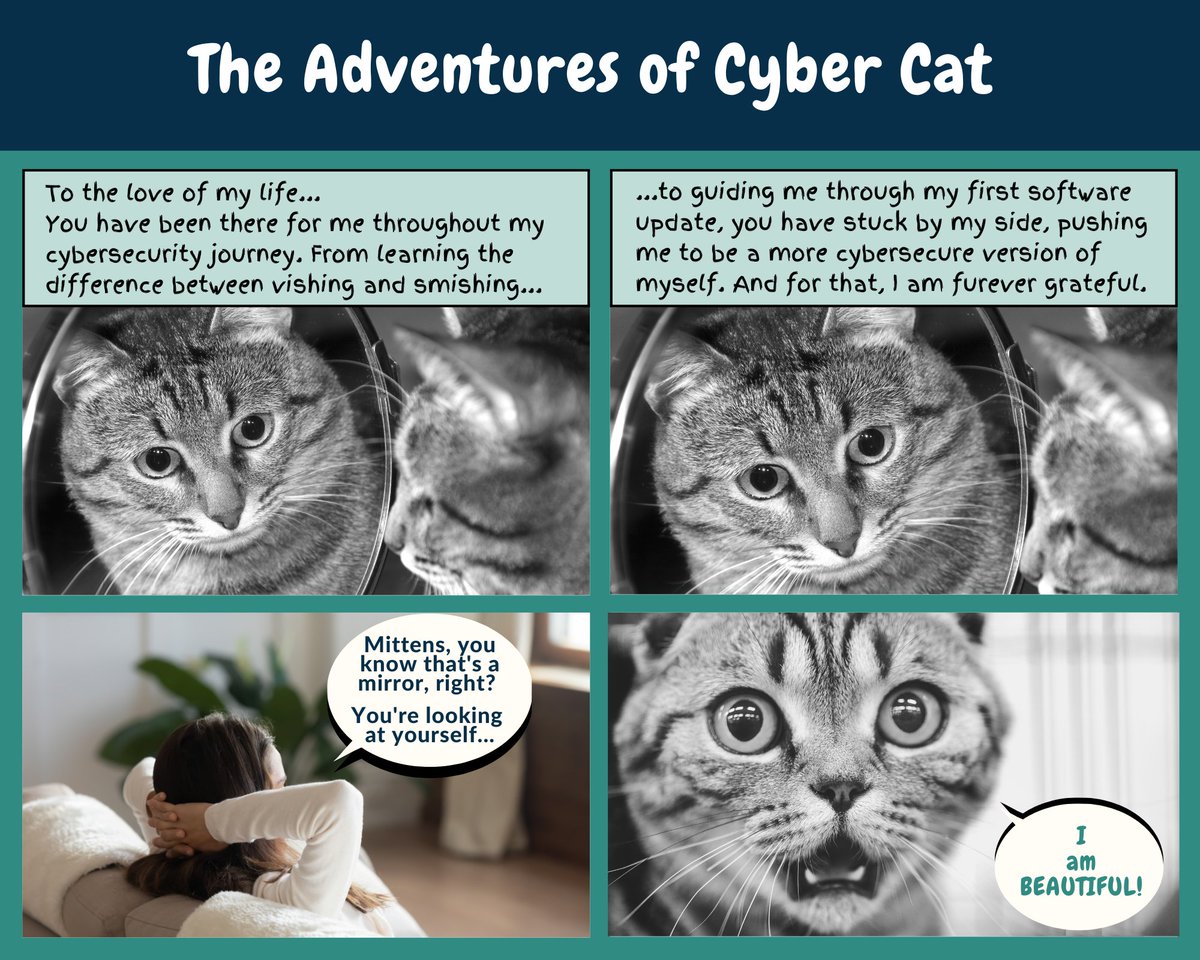 The Adventures of Cyber Cat
To the love of my life...
You have been there for me throughout my
cybersecurity journey. From learning the
difference between vishing and smishing...
...to guiding me through my first software
update, you have stuck by my side, pushing
me to be a more cybersecure version of
myself. And for that, I am furever grateful.
Mittens, you
know that's a
mirror, right?
You're looking
at yourself...
I
am
BEAUTIFUL!